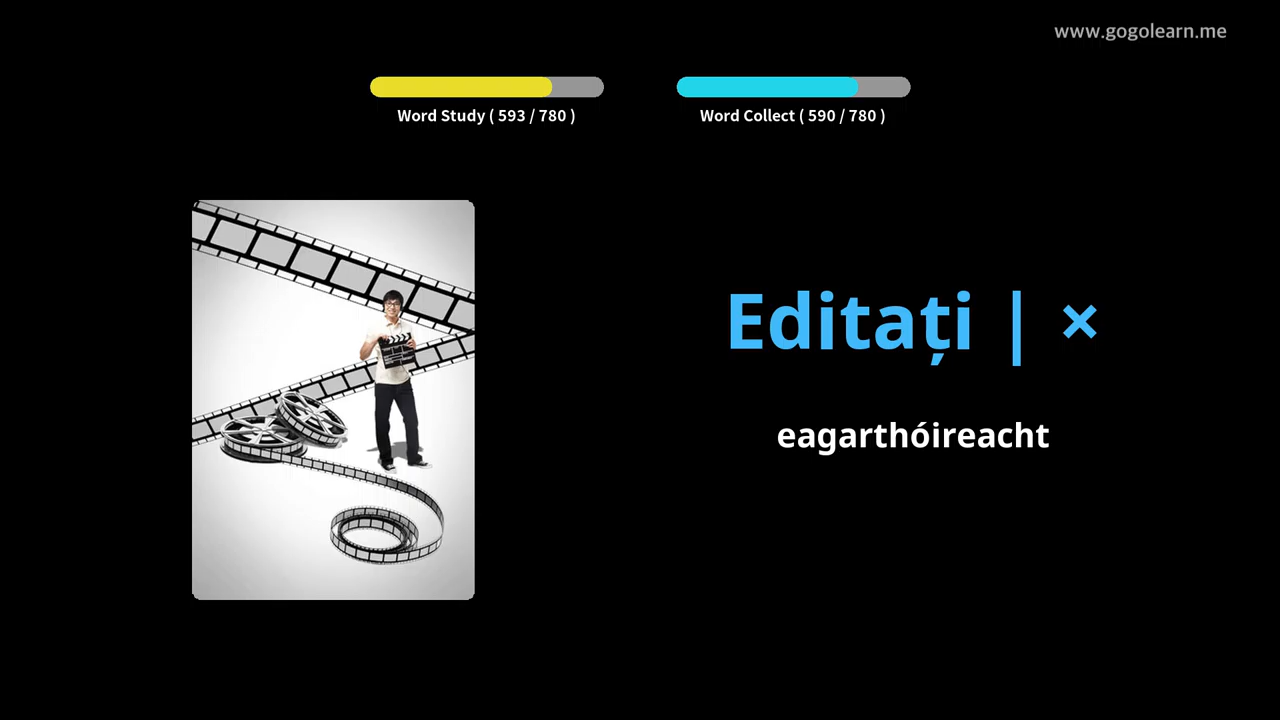 www.gogolearn.me
Word Study ( 593 / 780 )
Word Collect ( 590 / 780 )
Editați | ×
eagarthóireacht